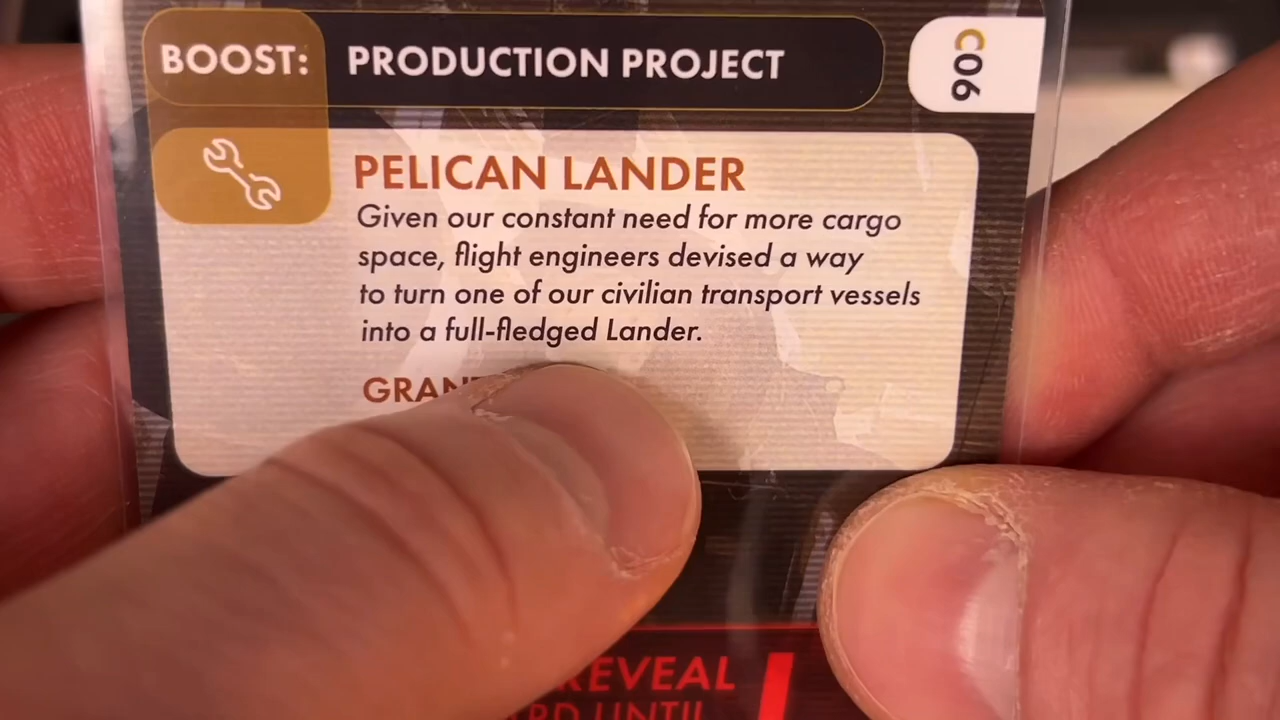 BOOST: PRODUCTION PROJECT
C06
PELICAN LANDER
Given our constant need for more cargo
space, flight engineers devised a way
to turn one of our civilian transport vessels
into a full-fledged Lander.
REVEAL
UNTIL